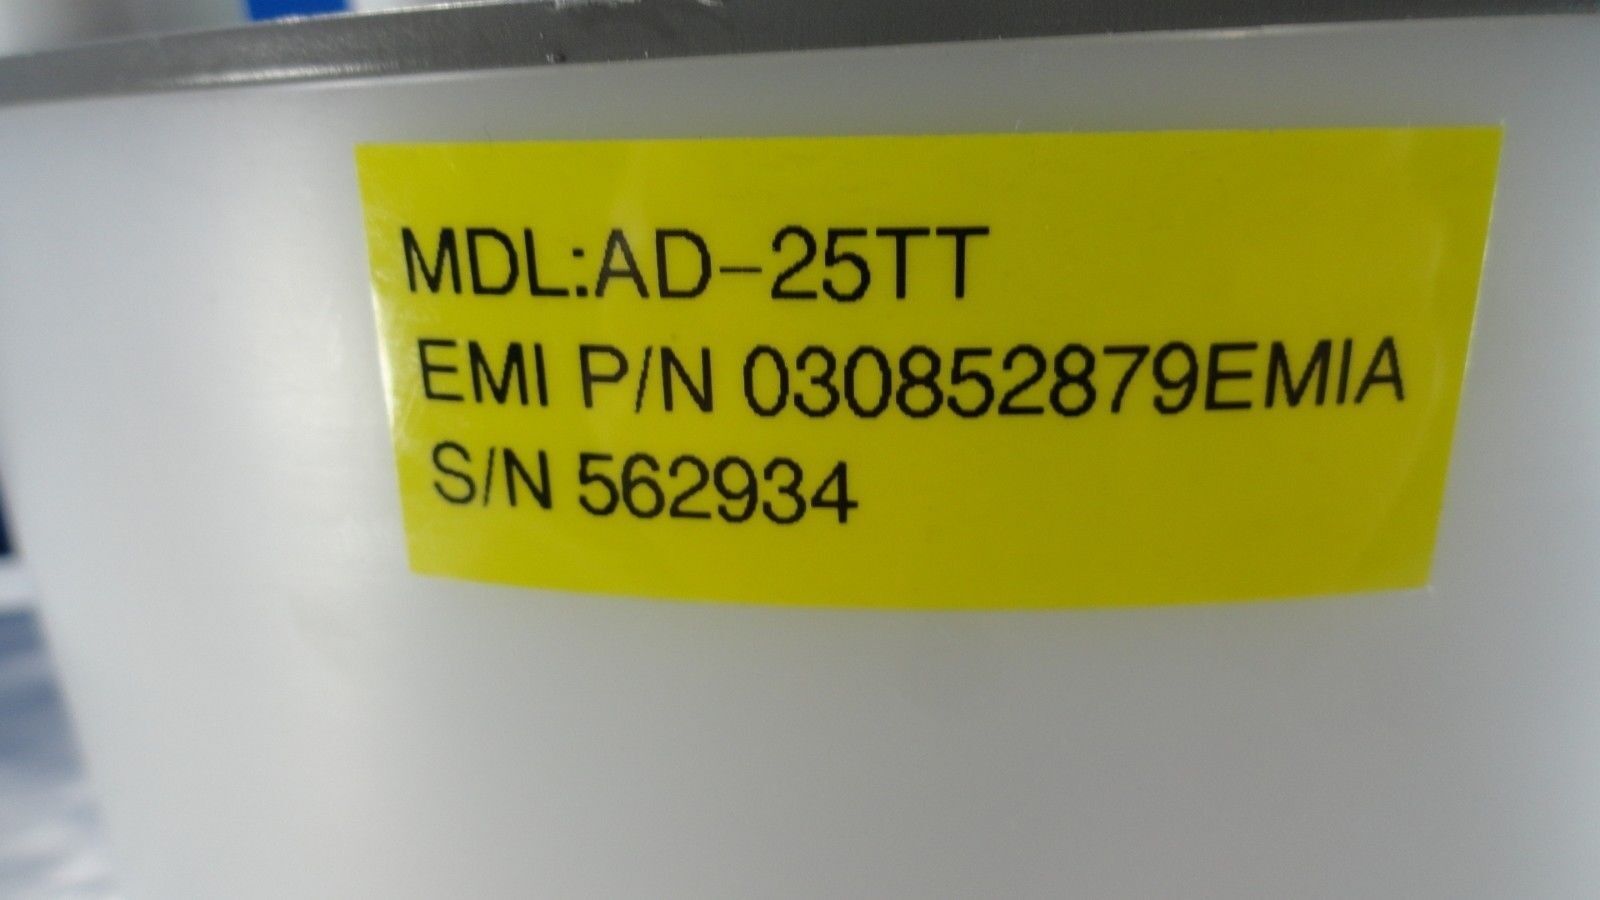 MDL:AD-25TT
EMI P/N 030852879EMIA
S/N 562934